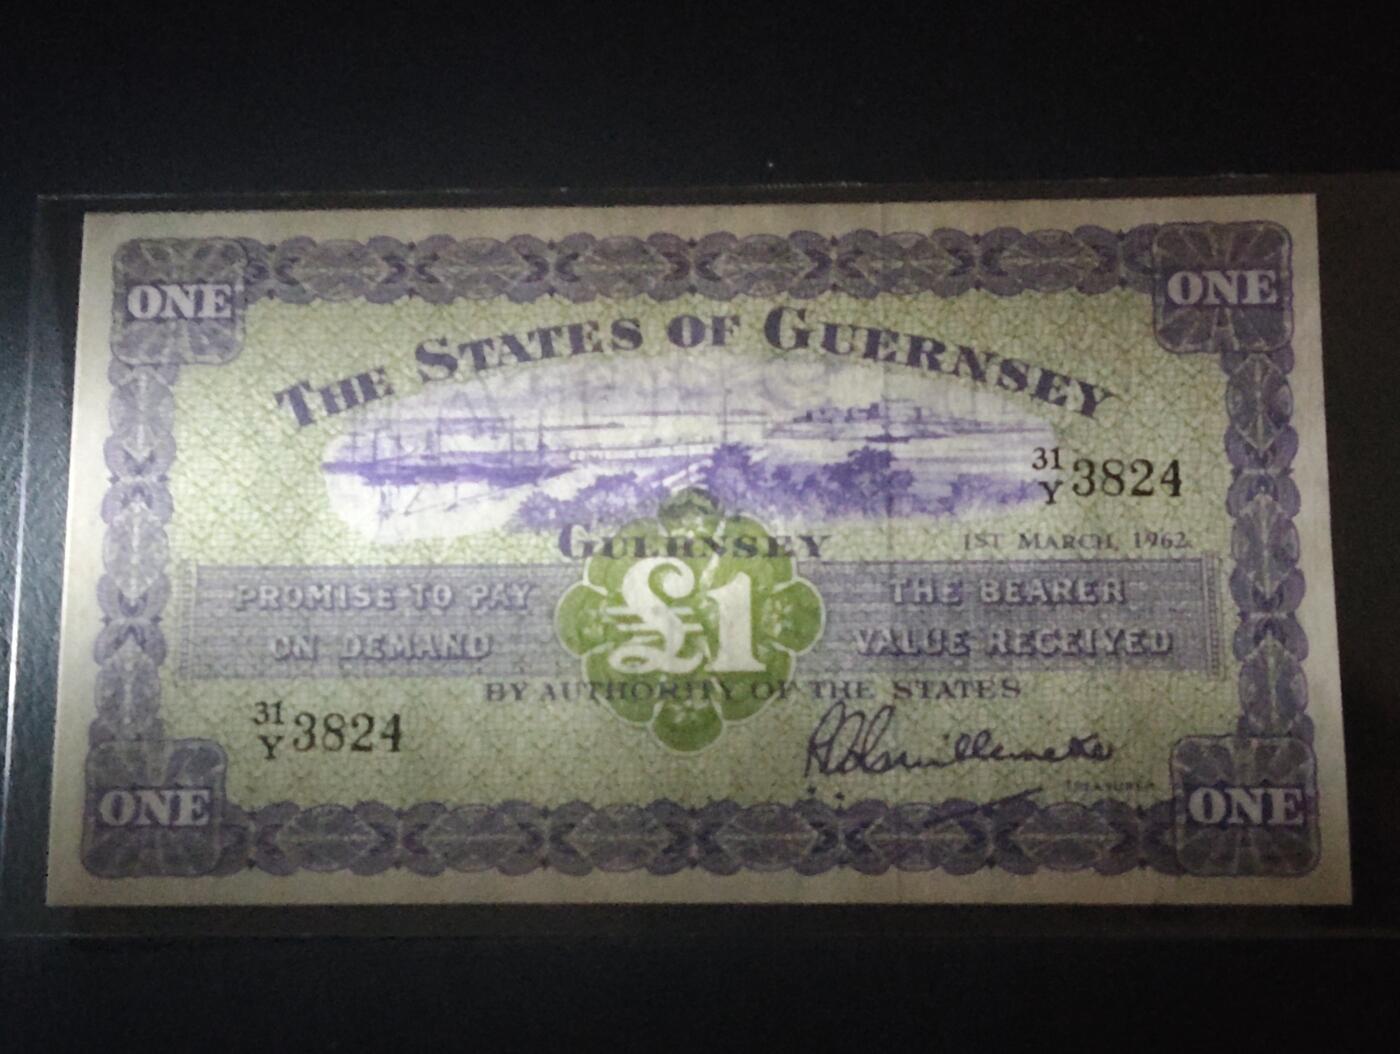 ONE
ONE
THE STATES OF GUERNSEY
31/Y 3824
GUERNSEY
1ST MARCH, 1962.
PROMISE TO PAY
ON DEMAND
£1
THE BEARER
VALUE RECEIVED
BY AUTHORITY OF THE STATES
31/Y 3824
TREASURER
ONE
ONE